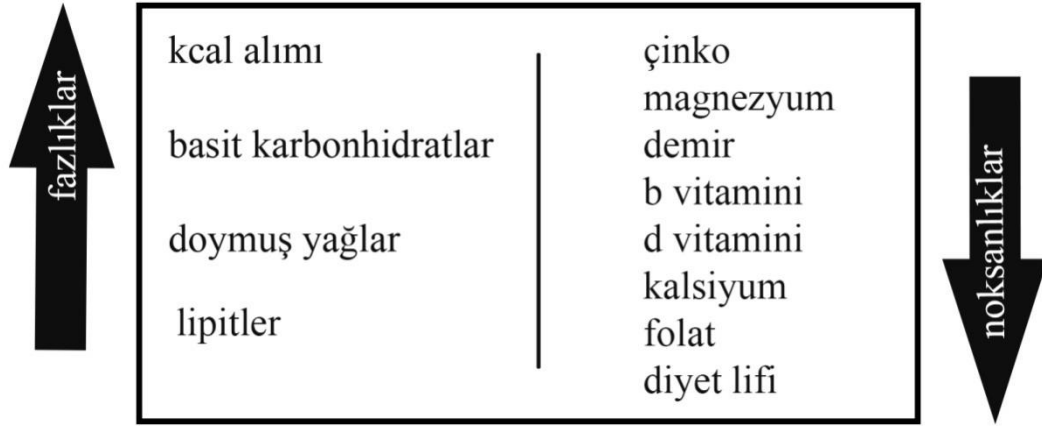 fazlıklar
kcal alımı
basit karbonhidratlar
doymuş yağlar
lipitler
çinko
magnezyum
demir
b vitamini
d vitamini
kalsiyum
folat
diyet lifi
noksanlıklar